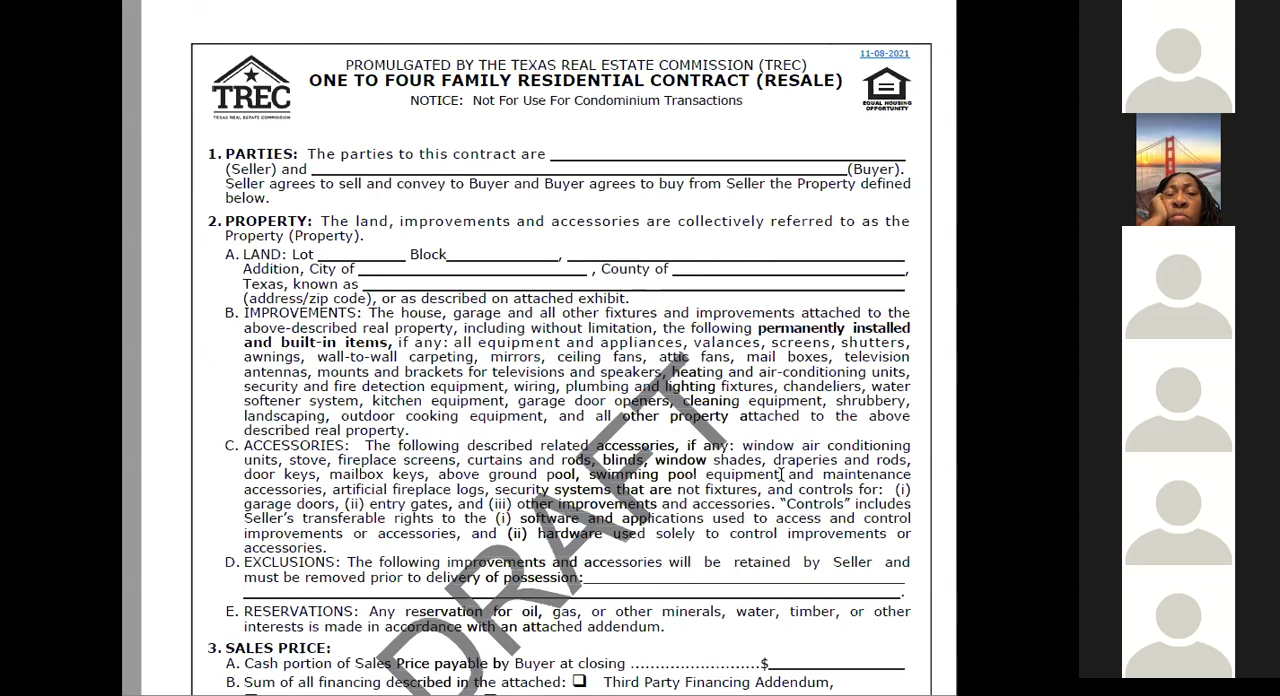 11-08-2021
TREC
TEXAS REAL ESTATE COMMISSION
PROMULGATED BY THE TEXAS REAL ESTATE COMMISSION (TREC)
ONE TO FOUR FAMILY RESIDENTIAL CONTRACT (RESALE)
NOTICE: Not For Use For Condominium Transactions
EQUAL HOUSING
OPPORTUNITY
1. PARTIES: The parties to this contract are
(Seller) and (Buyer).
Seller agrees to sell and convey to Buyer and Buyer agrees to buy from Seller the Property defined
below.
2. PROPERTY: The land, improvements and accessories are collectively referred to as the
Property (Property).
A. LAND: Lot Block ,
Addition, City of , County of ,
Texas, known as
(address/zip code), or as described on attached exhibit.
B. IMPROVEMENTS: The house, garage and all other fixtures and improvements attached to the
above-described real property, including without limitation, the following permanently installed
and built-in items, if any: all equipment and appliances, valances, screens, shutters,
awnings, wall-to-wall carpeting, mirrors, ceiling fans, attic fans, mail boxes, television
antennas, mounts and brackets for televisions and speakers, heating and air-conditioning units,
security and fire detection equipment, wiring, plumbing and lighting fixtures, chandeliers, water
softener system, kitchen equipment, garage door openers, cleaning equipment, shrubbery,
landscaping, outdoor cooking equipment, and all other property attached to the above
described real property.
C. ACCESSORIES: The following described related accessories, if any: window air conditioning
units, stove, fireplace screens, curtains and rods, blinds, window shades, draperies and rods,
door keys, mailbox keys, above ground pool, swimming pool equipment and maintenance
accessories, artificial fireplace logs, security systems that are not fixtures, and controls for: (i)
garage doors, (ii) entry gates, and (iii) other improvements and accessories. “Controls” includes
Seller’s transferable rights to the (i) software and applications used to access and control
improvements or accessories, and (ii) hardware used solely to control improvements or
accessories.
D. EXCLUSIONS: The following improvements and accessories will be retained by Seller and
must be removed prior to delivery of possession:
.
E. RESERVATIONS: Any reservation for oil, gas, or other minerals, water, timber, or other
interests is made in accordance with an attached addendum.
3. SALES PRICE:
A. Cash portion of Sales Price payable by Buyer at closing ..........................$
B. Sum of all financing described in the attached: ❑ Third Party Financing Addendum,
DRAFT